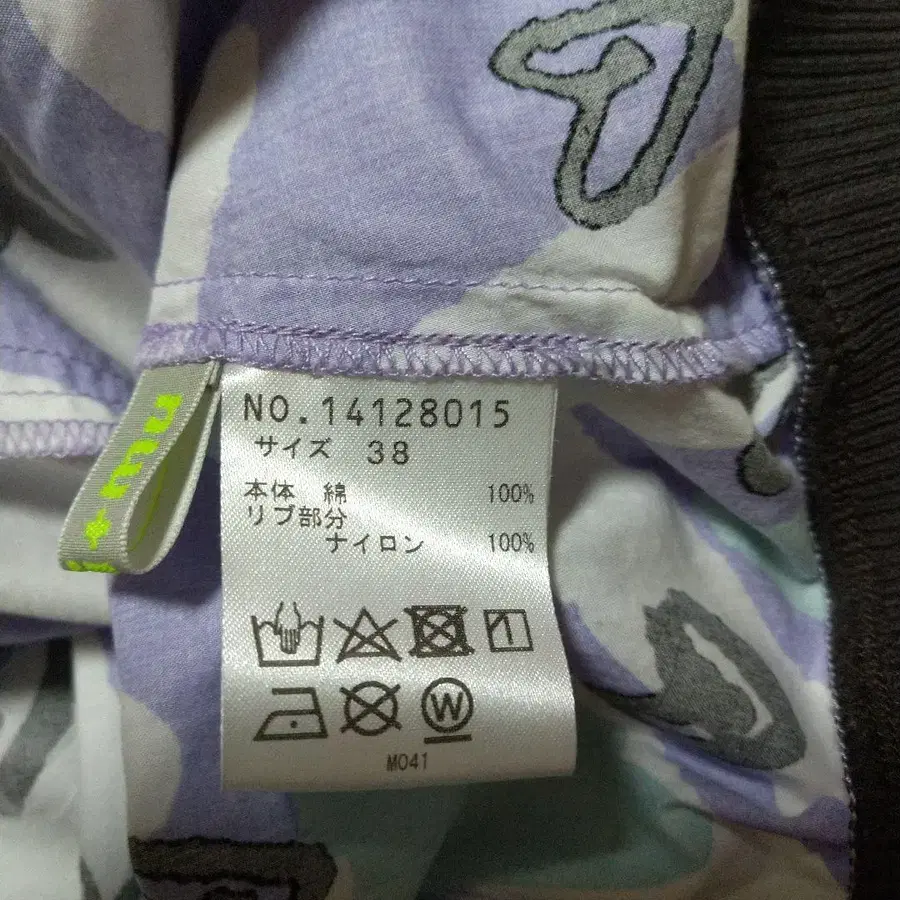 NO.14128015
サイズ 38
本体 綿 100%
リブ部分
ナイロン 100%
W
M041